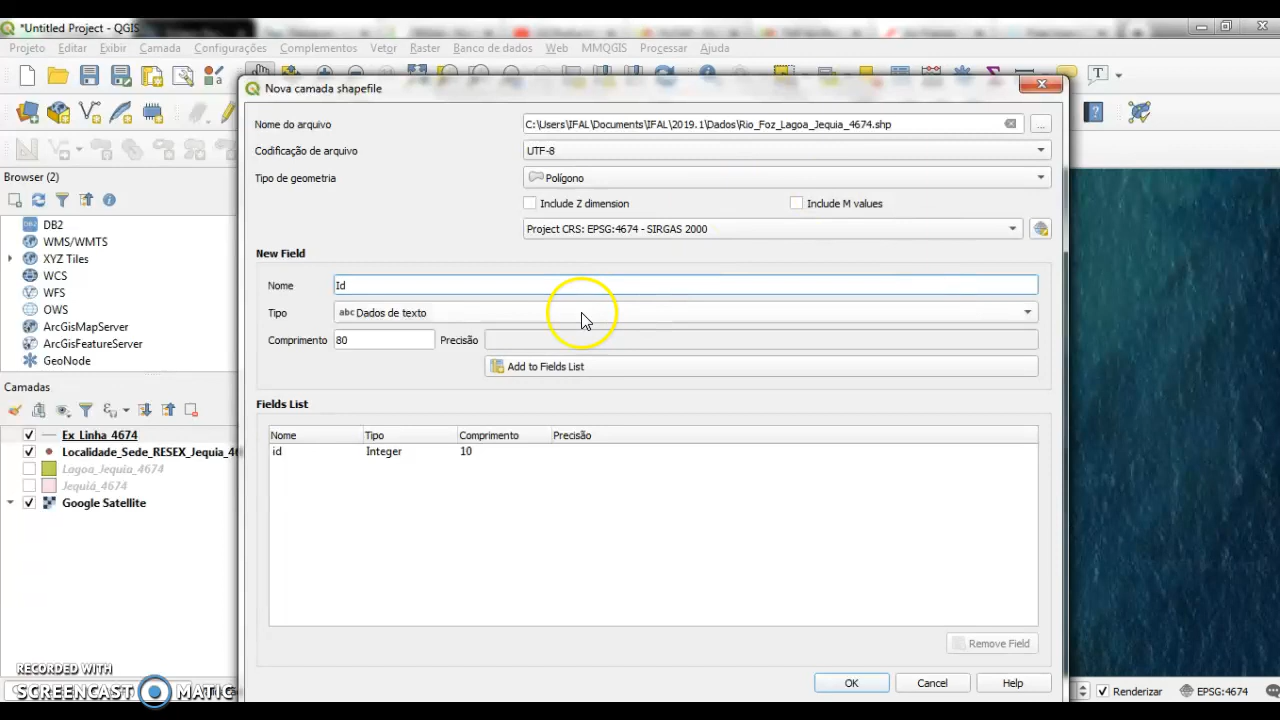 *Untitled Project - QGIS
Projeto Editar Exibir Camada Configurações Complementos Vetor Raster Banco de dados Web MMQGIS Processar Ajuda
Nova camada shapefile
Nome do arquivo C:\Users\IFAL\Documents\IFAL\2019.1\Dados\Rio_Foz_Lagoa_Jequia_4674.shp ...
Codificação de arquivo UTF-8
Tipo de geometria Polígono
Include Z dimension Include M values
Project CRS: EPSG:4674 - SIRGAS 2000
New Field
Nome Id
Tipo abc Dados de texto
Comprimento 80 Precisão
Add to Fields List
Fields List
Nome Tipo Comprimento Precisão
id Integer 10
Remove Field
OK Cancel Help
Browser (2)
DB2
WMS/WMTS
XYZ Tiles
WCS
WFS
OWS
ArcGisMapServer
ArcGisFeatureServer
GeoNode
Camadas
Ex_Linha_4674
Localidade_Sede_RESEX_Jequia_4
Lagoa_Jequia_4674
Jequiá_4674
Google Satellite
RECORDED WITH
SCREENCAST MATIC
Renderizar EPSG:4674